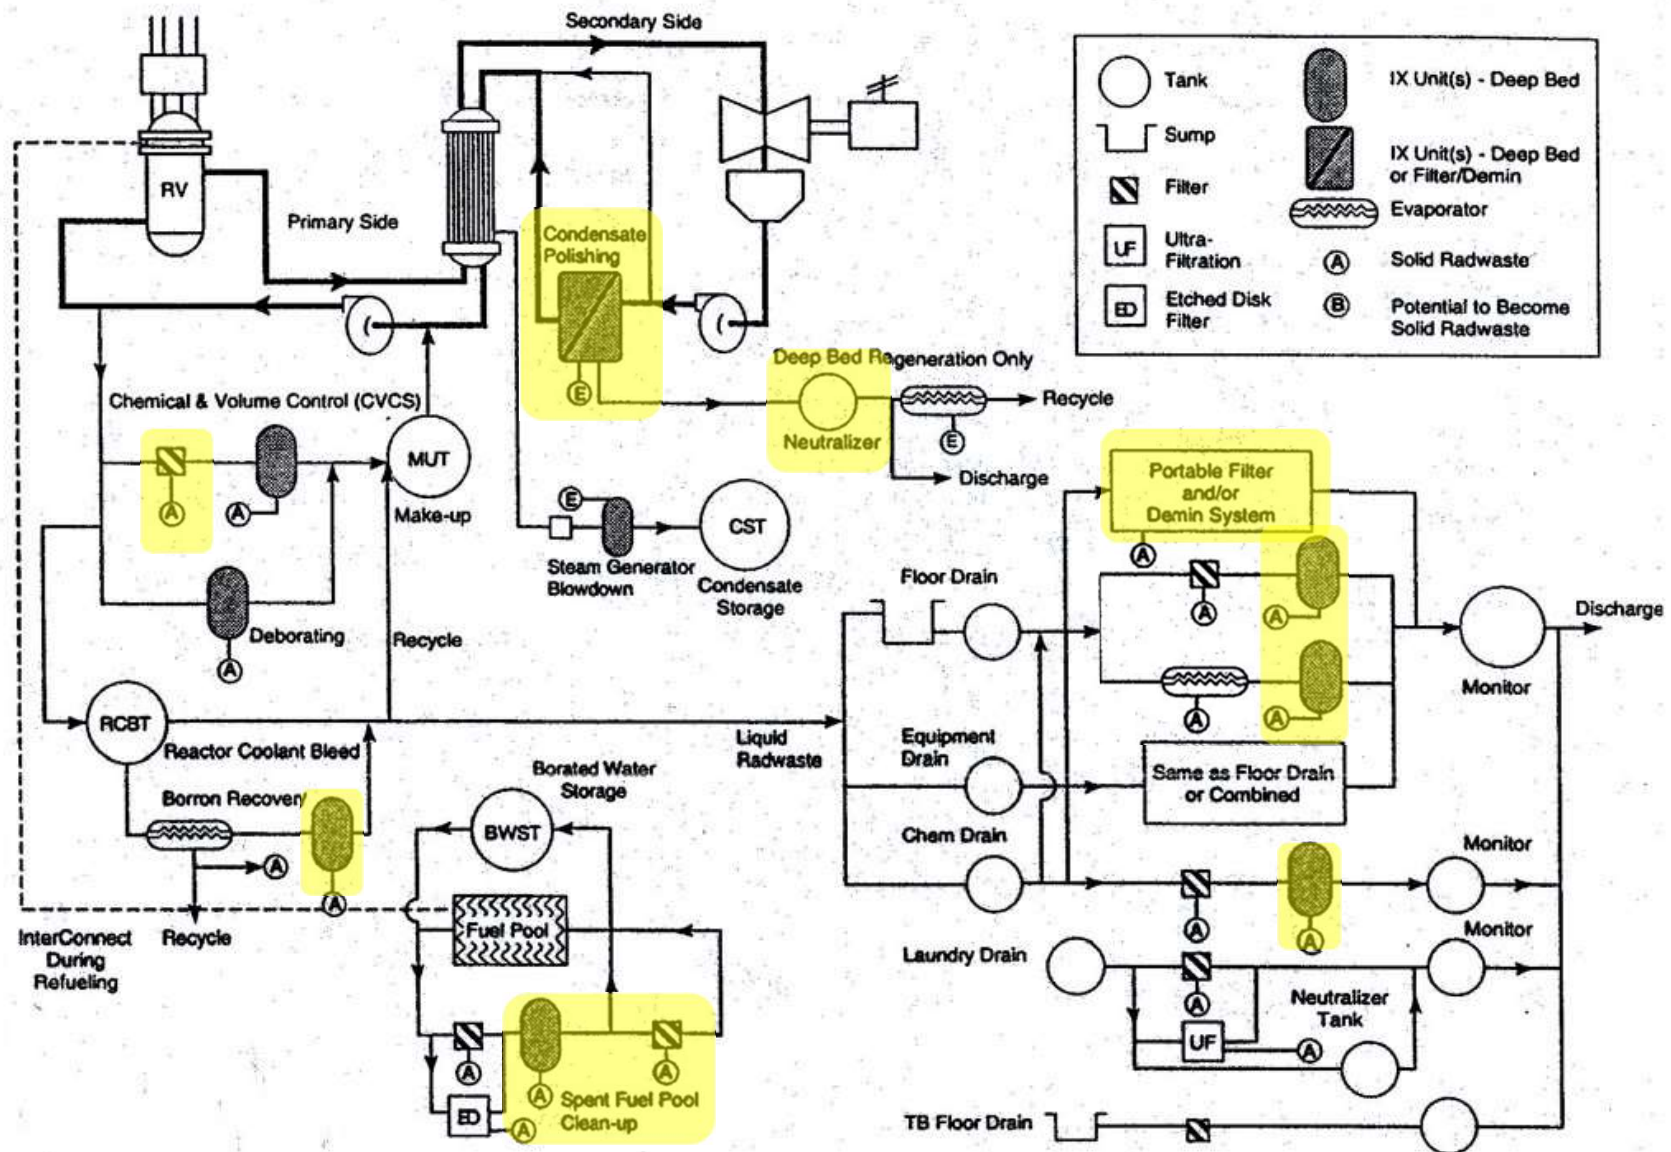 Secondary Side
RV
Primary Side
Condensate
Polishing
E
Deep Bed Regeneration Only
Neutralizer
E
Recycle
Discharge
Tank
Sump
Filter
UF
Ultra-
Filtration
ED
Etched Disk
Filter
IX Unit(s) - Deep Bed
IX Unit(s) - Deep Bed
or Filter/Demin
Evaporator
A
Solid Radwaste
B
Potential to Become
Solid Radwaste
Chemical & Volume Control (CVCS)
A
A
MUT
Make-up
Deborating
A
Recycle
E
Steam Generator
Blowdown
CST
Condensate
Storage
RCBT
Reactor Coolant Bleed
Borron Recovery
A
A
Recycle
InterConnect
During
Refueling
Borated Water
Storage
BWST
Fuel Pool
A
A
A
ED
A
Spent Fuel Pool
Clean-up
Liquid
Radwaste
Portable Filter
and/or
Demin System
A
Floor Drain
A
A
A
A
Monitor
Discharge
Equipment
Drain
Same as Floor Drain
or Combined
Chem Drain
A
A
Monitor
Laundry Drain
A
UF
A
Neutralizer
Tank
Monitor
TB Floor Drain